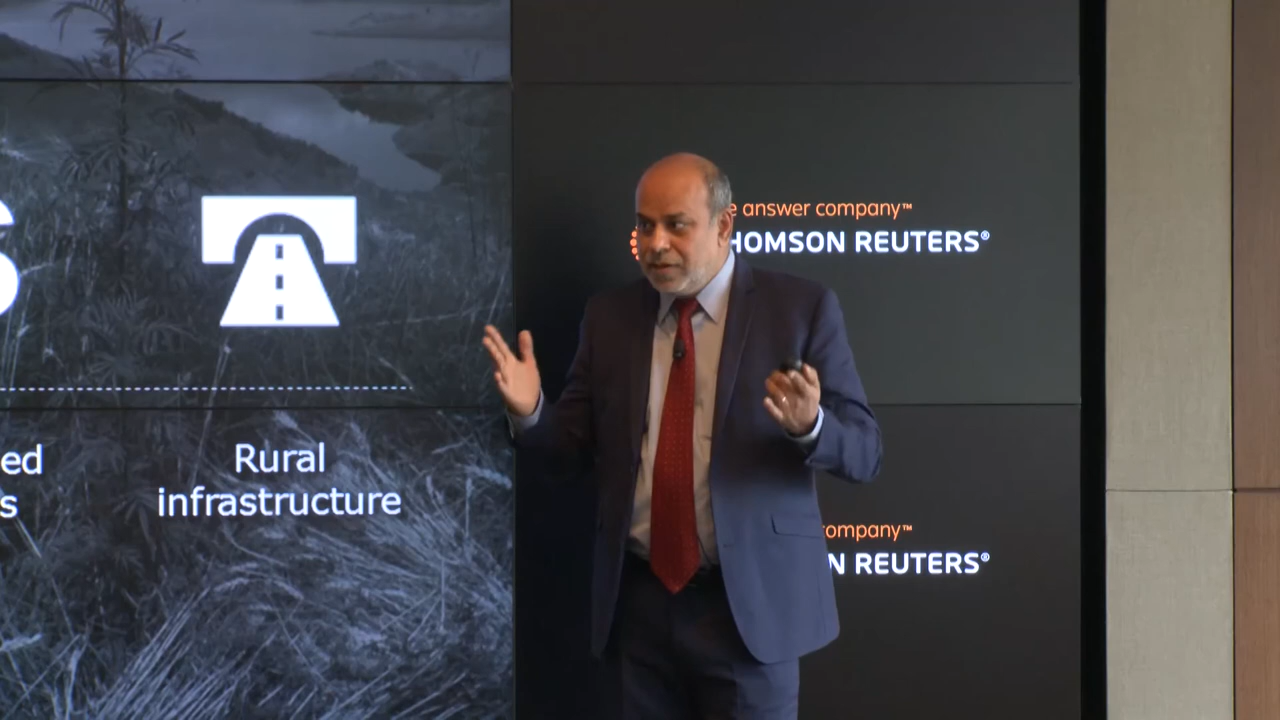 e answer company™
HOMSON REUTERS®
ed
s
Rural
infrastructure
company™
N REUTERS®